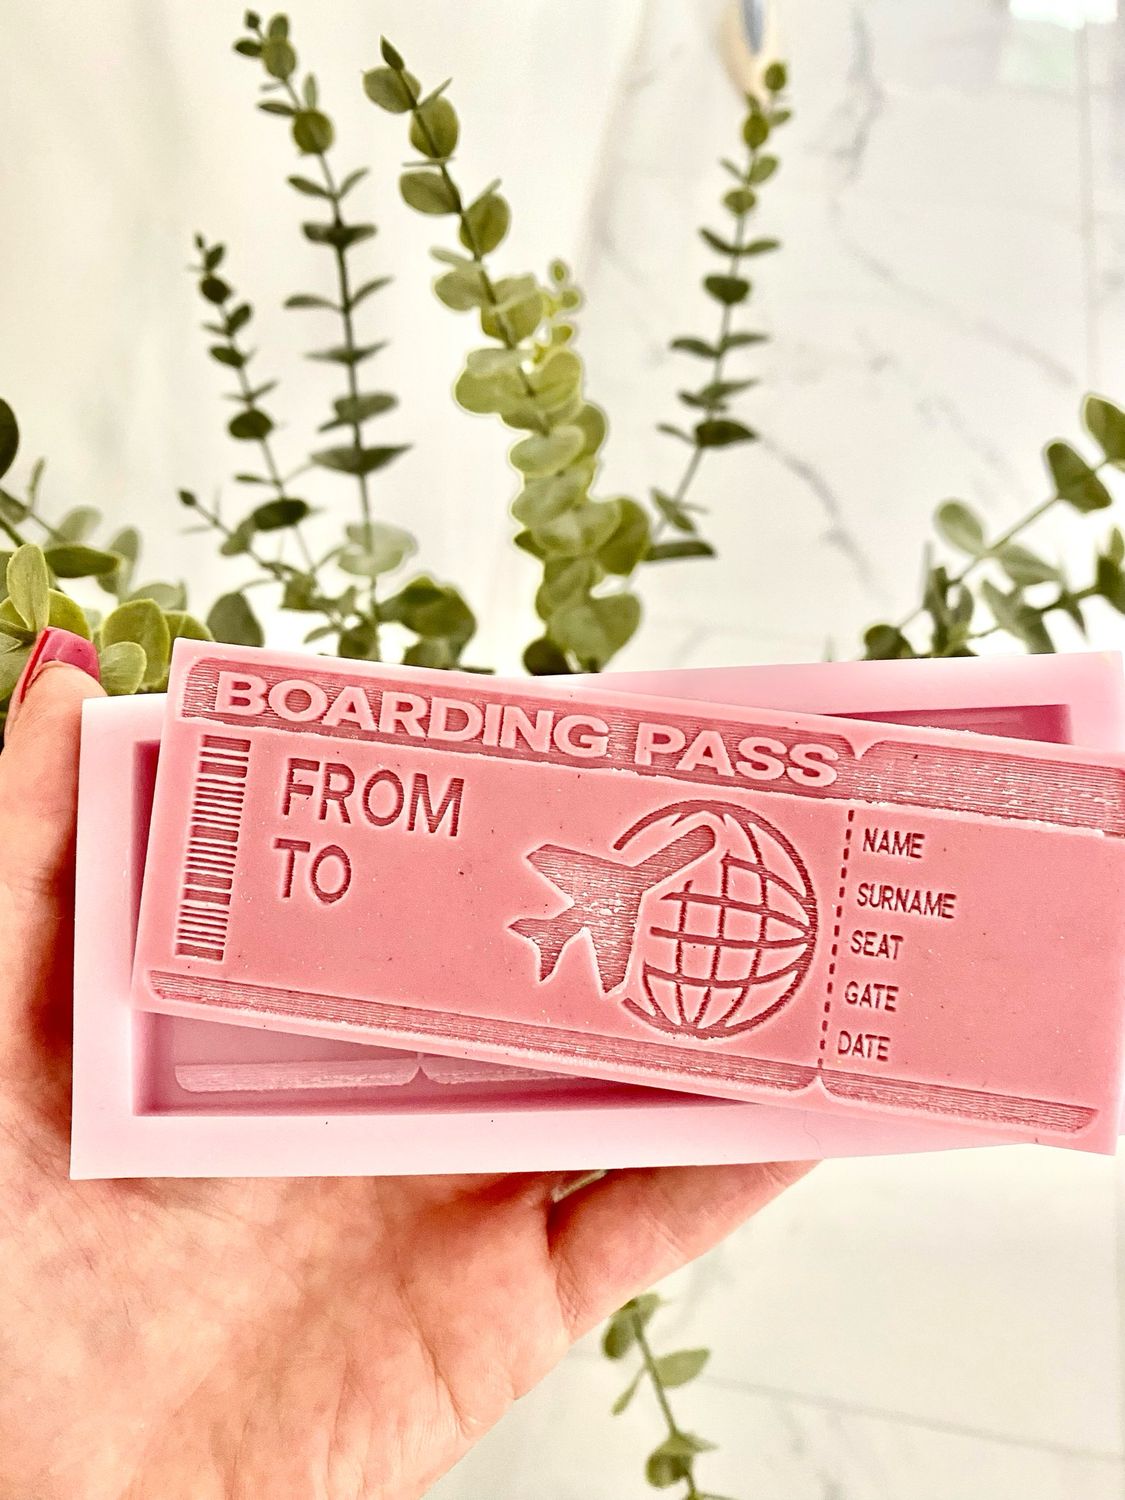 BOARDING PASS
FROM
TO
NAME
SURNAME
SEAT
GATE
DATE